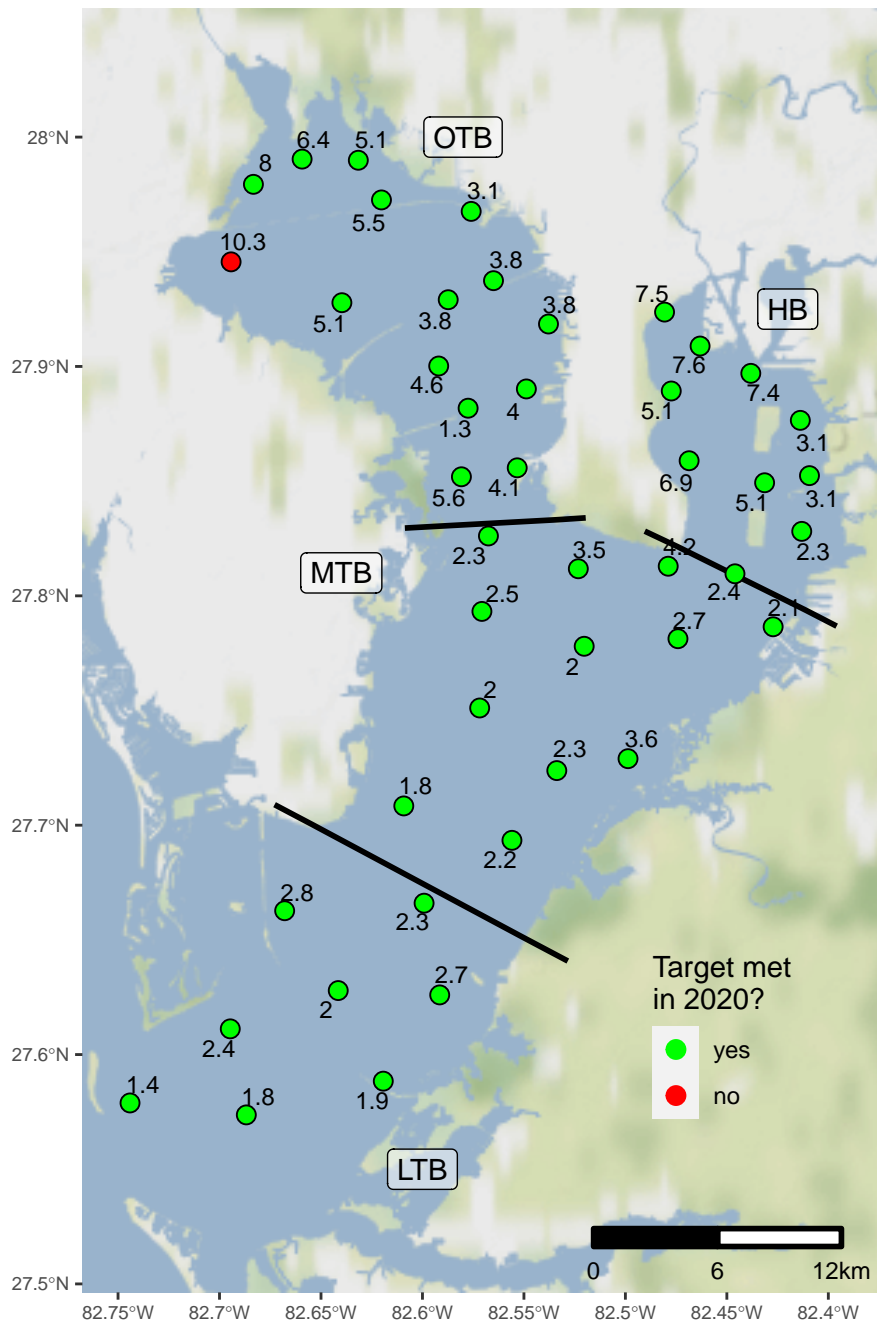 28°N
27.9°N
27.8°N
27.7°N
27.6°N
27.5°N
6.4
5.1
OTB
8
3.1
5.5
10.3
3.8
3.8
7.5
HB
5.1
3.8
7.6
4.6
4
5.1
7.4
1.3
3.1
5.6
4.1
6.9
5.1
3.1
2.3
3.5
4.2
2.3
MTB
2.4
2.5
2.1
2.7
2
2
2.3
3.6
1.8
2.2
2.8
2.3
2.7
2
2.4
1.4
1.8
1.9
Target met
in 2020?
yes
no
LTB
0 6 12km
82.75°W 82.7°W 82.65°W 82.6°W 82.55°W 82.5°W 82.45°W 82.4°W